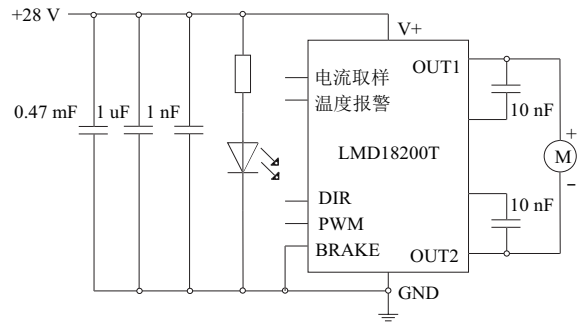 +28 V
V+
OUT1
电流取样
温度报警
10 nF
0.47 mF
1 uF
1 nF
+
M
−
LMD18200T
DIR
PWM
BRAKE
10 nF
OUT2
GND